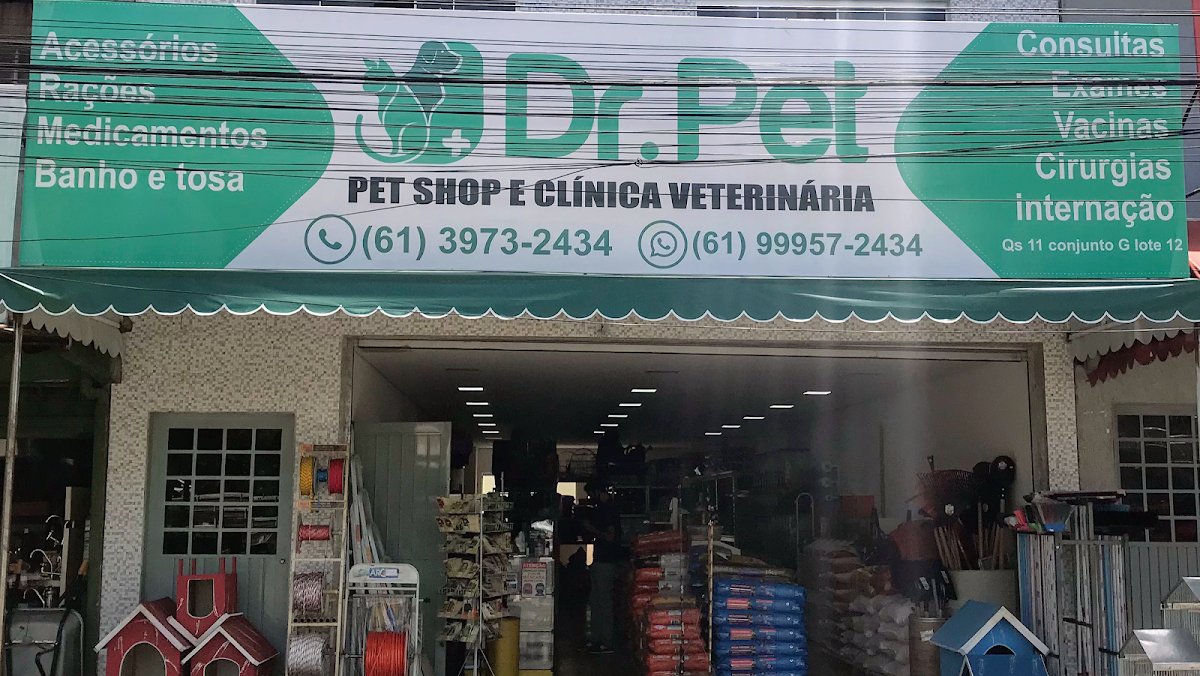 Acessórios
Rações
Medicamentos
Banho e tosa
Dr.Pet
PET SHOP E CLÍNICA VETERINÁRIA
(61) 3973-2434
(61) 99957-2434
Consultas
Exames
Vacinas
Cirurgias
internação
Qs 11 conjunto G lote 12
ATENÇÃO